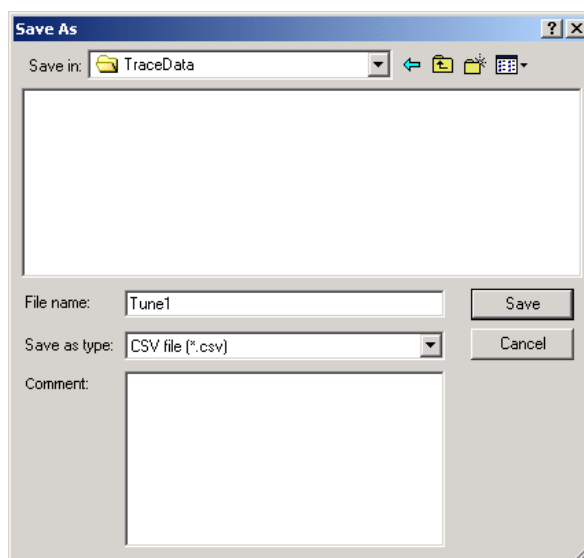 Save As
Save in: TraceData
File name: Tune1
Save
Save as type: CSV file (*.csv)
Cancel
Comment: